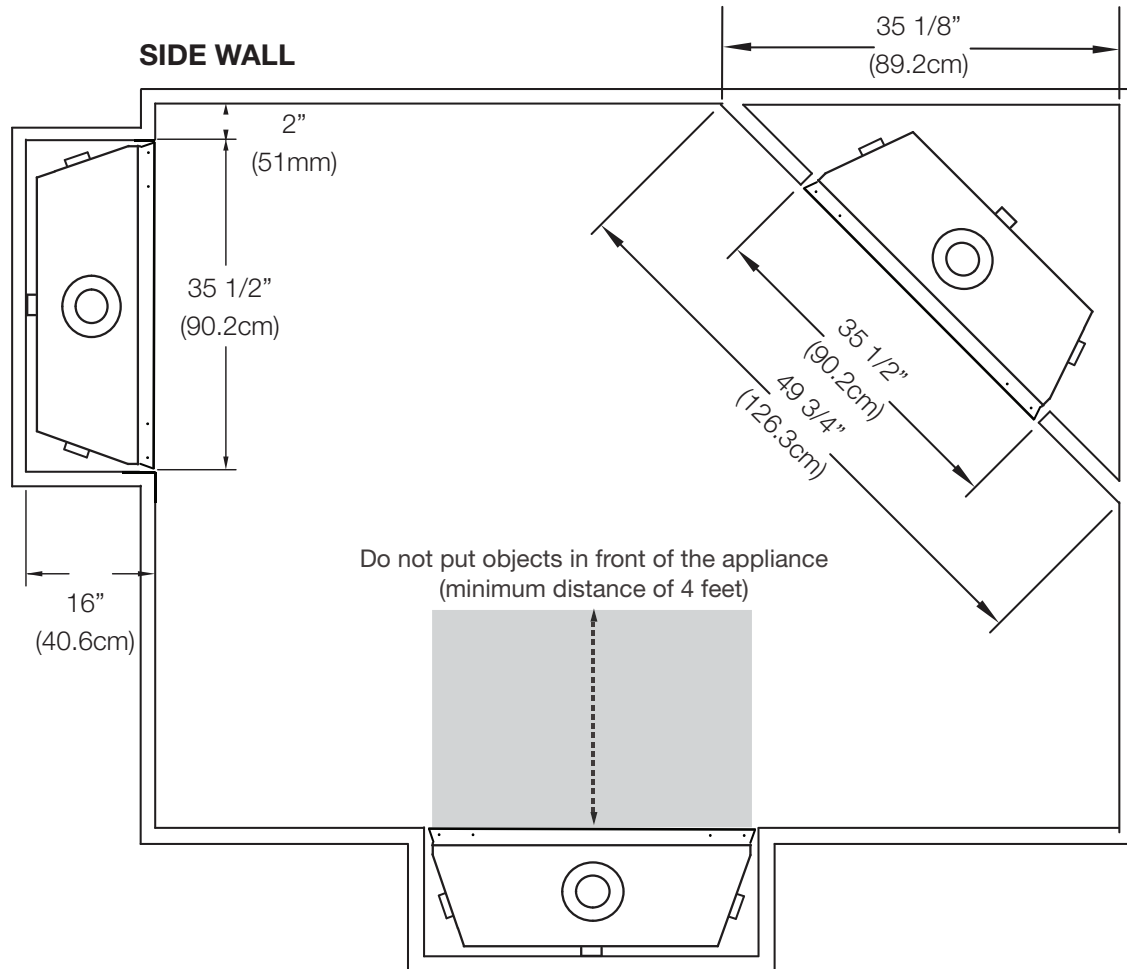 35 1/8”
(89.2cm)
SIDE WALL
2”
(51mm)
35 1/2”
(90.2cm)
35 1/2”
(90.2cm)
49 3/4”
(126.3cm)
Do not put objects in front of the appliance
(minimum distance of 4 feet)
16”
(40.6cm)